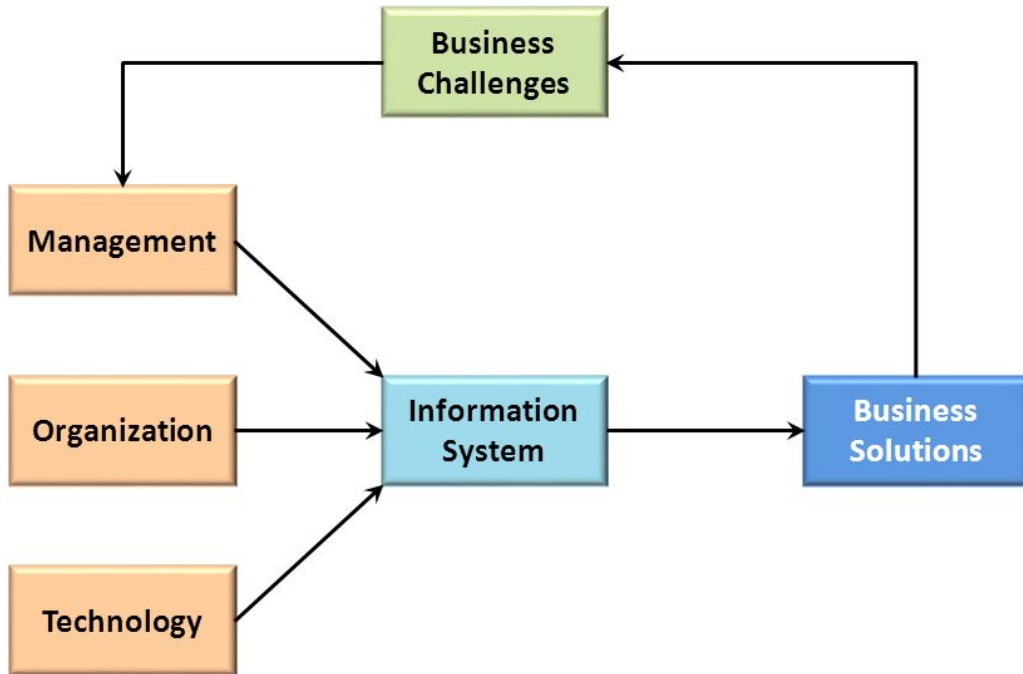 Business
Challenges
Management
Organization
Information
System
Business
Solutions
Technology